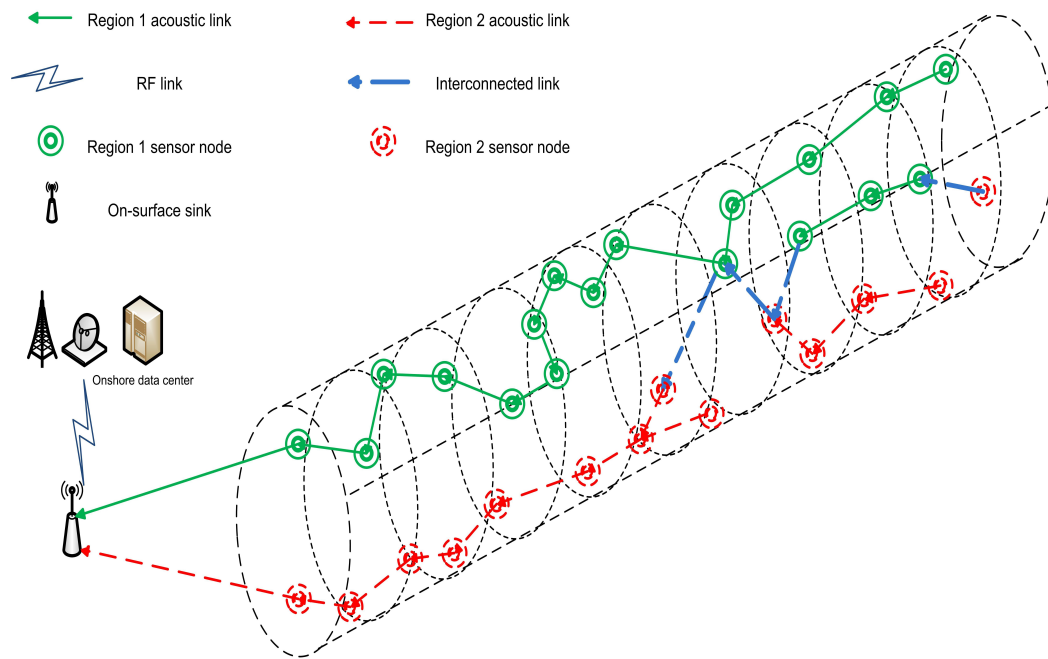 Region 1 acoustic link
Region 2 acoustic link
RF link
Interconnected link
Region 1 sensor node
Region 2 sensor node
On-surface sink
Onshore data center